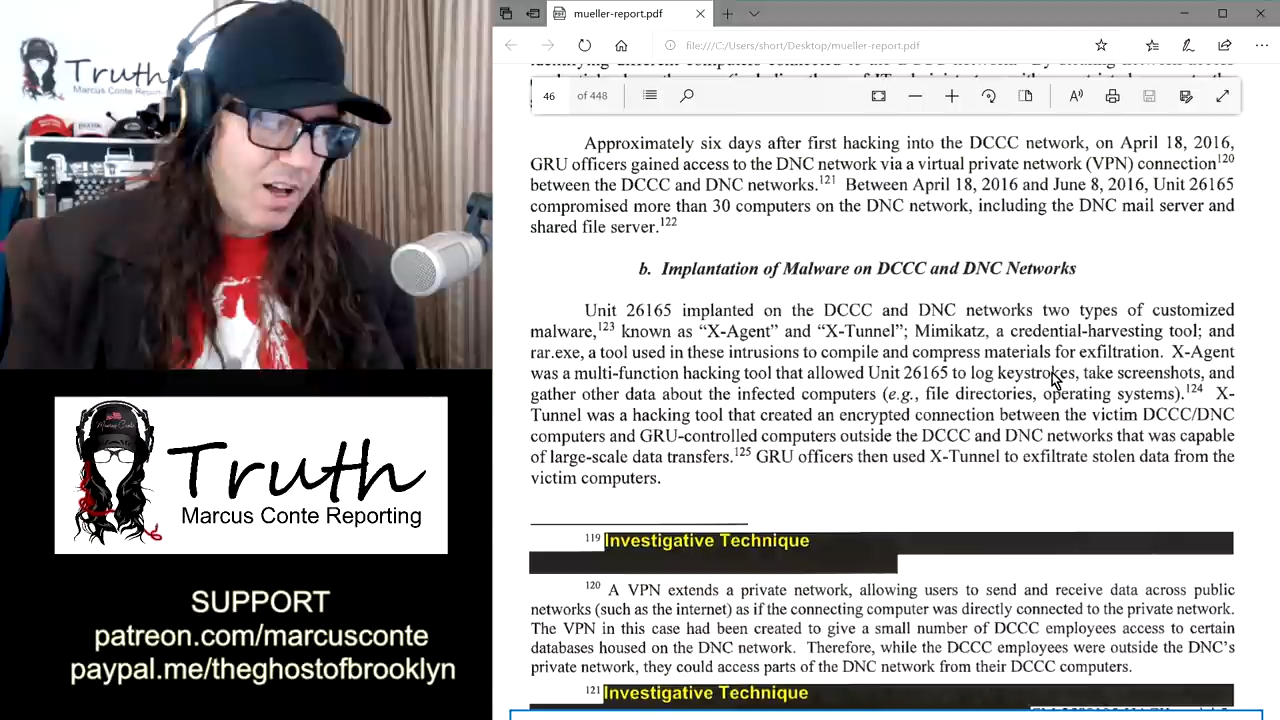 Truth
Marcus Conte Reporting
mueller-report.pdf
file:///C:/Users/short/Desktop/mueller-report.pdf
46 of 448
Approximately six days after first hacking into the DCCC network, on April 18, 2016,
GRU officers gained access to the DNC network via a virtual private network (VPN) connection120
between the DCCC and DNC networks.121 Between April 18, 2016 and June 8, 2016, Unit 26165
compromised more than 30 computers on the DNC network, including the DNC mail server and
shared file server.122
b. Implantation of Malware on DCCC and DNC Networks
Unit 26165 implanted on the DCCC and DNC networks two types of customized
malware,123 known as “X-Agent” and “X-Tunnel”; Mimikatz, a credential-harvesting tool; and
rar.exe, a tool used in these intrusions to compile and compress materials for exfiltration. X-Agent
was a multi-function hacking tool that allowed Unit 26165 to log keystrokes, take screenshots, and
gather other data about the infected computers (e.g., file directories, operating systems).124 X-
Tunnel was a hacking tool that created an encrypted connection between the victim DCCC/DNC
computers and GRU-controlled computers outside the DCCC and DNC networks that was capable
of large-scale data transfers.125 GRU officers then used X-Tunnel to exfiltrate stolen data from the
victim computers.
119 Investigative Technique
120 A VPN extends a private network, allowing users to send and receive data across public
networks (such as the internet) as if the connecting computer was directly connected to the private network.
The VPN in this case had been created to give a small number of DCCC employees access to certain
databases housed on the DNC network. Therefore, while the DCCC employees were outside the DNC's
private network, they could access parts of the DNC network from their DCCC computers.
121 Investigative Technique
Truth
Marcus Conte Reporting
SUPPORT
patreon.com/marcusconte
paypal.me/theghostofbrooklyn